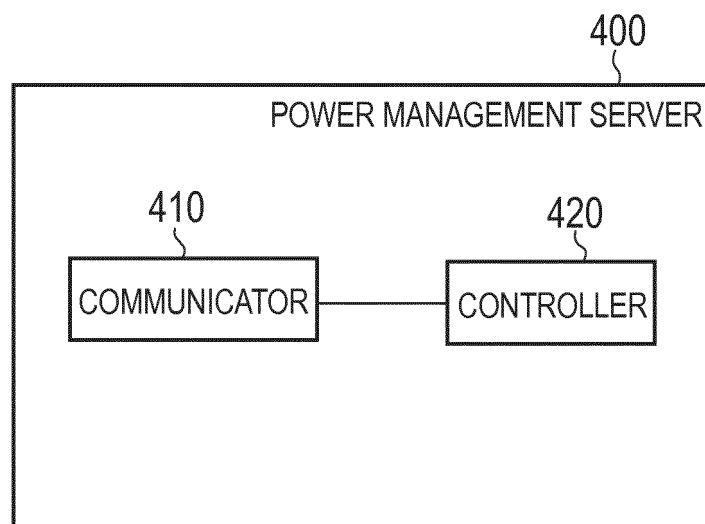 400
POWER MANAGEMENT SERVER
410
420
COMMUNICATOR
CONTROLLER